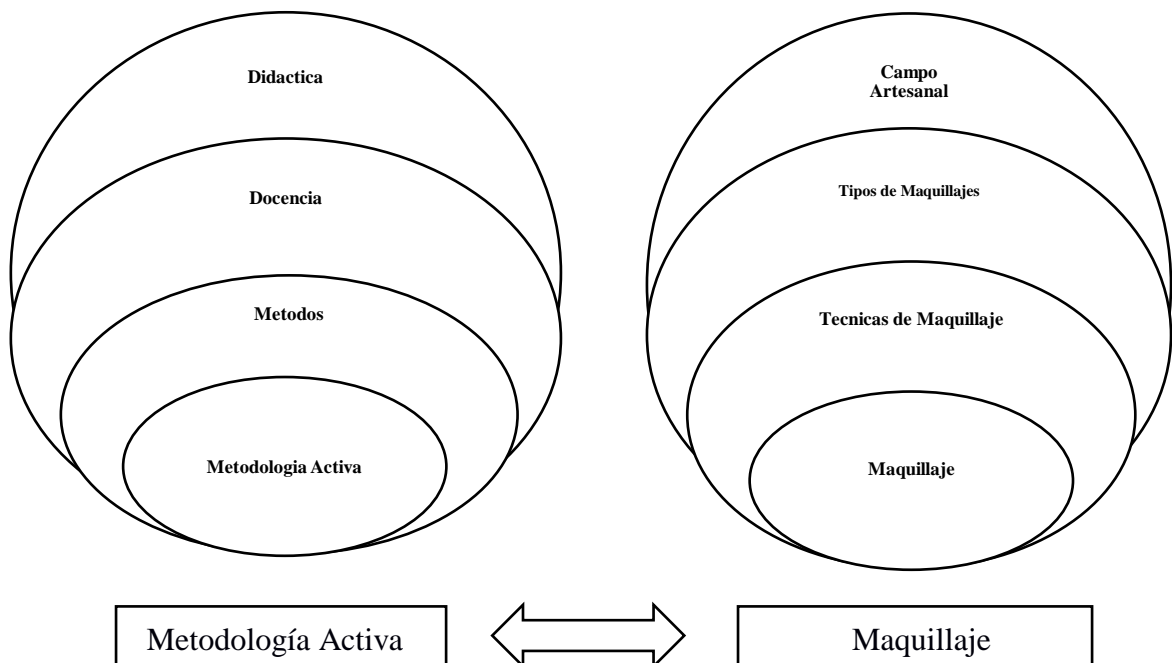 Didactica
Docencia
Metodos
Metodologia Activa
Campo
Artesanal
Tipos de Maquillajes
Tecnicas de Maquillaje
Maquillaje
Metodología Activa
Maquillaje